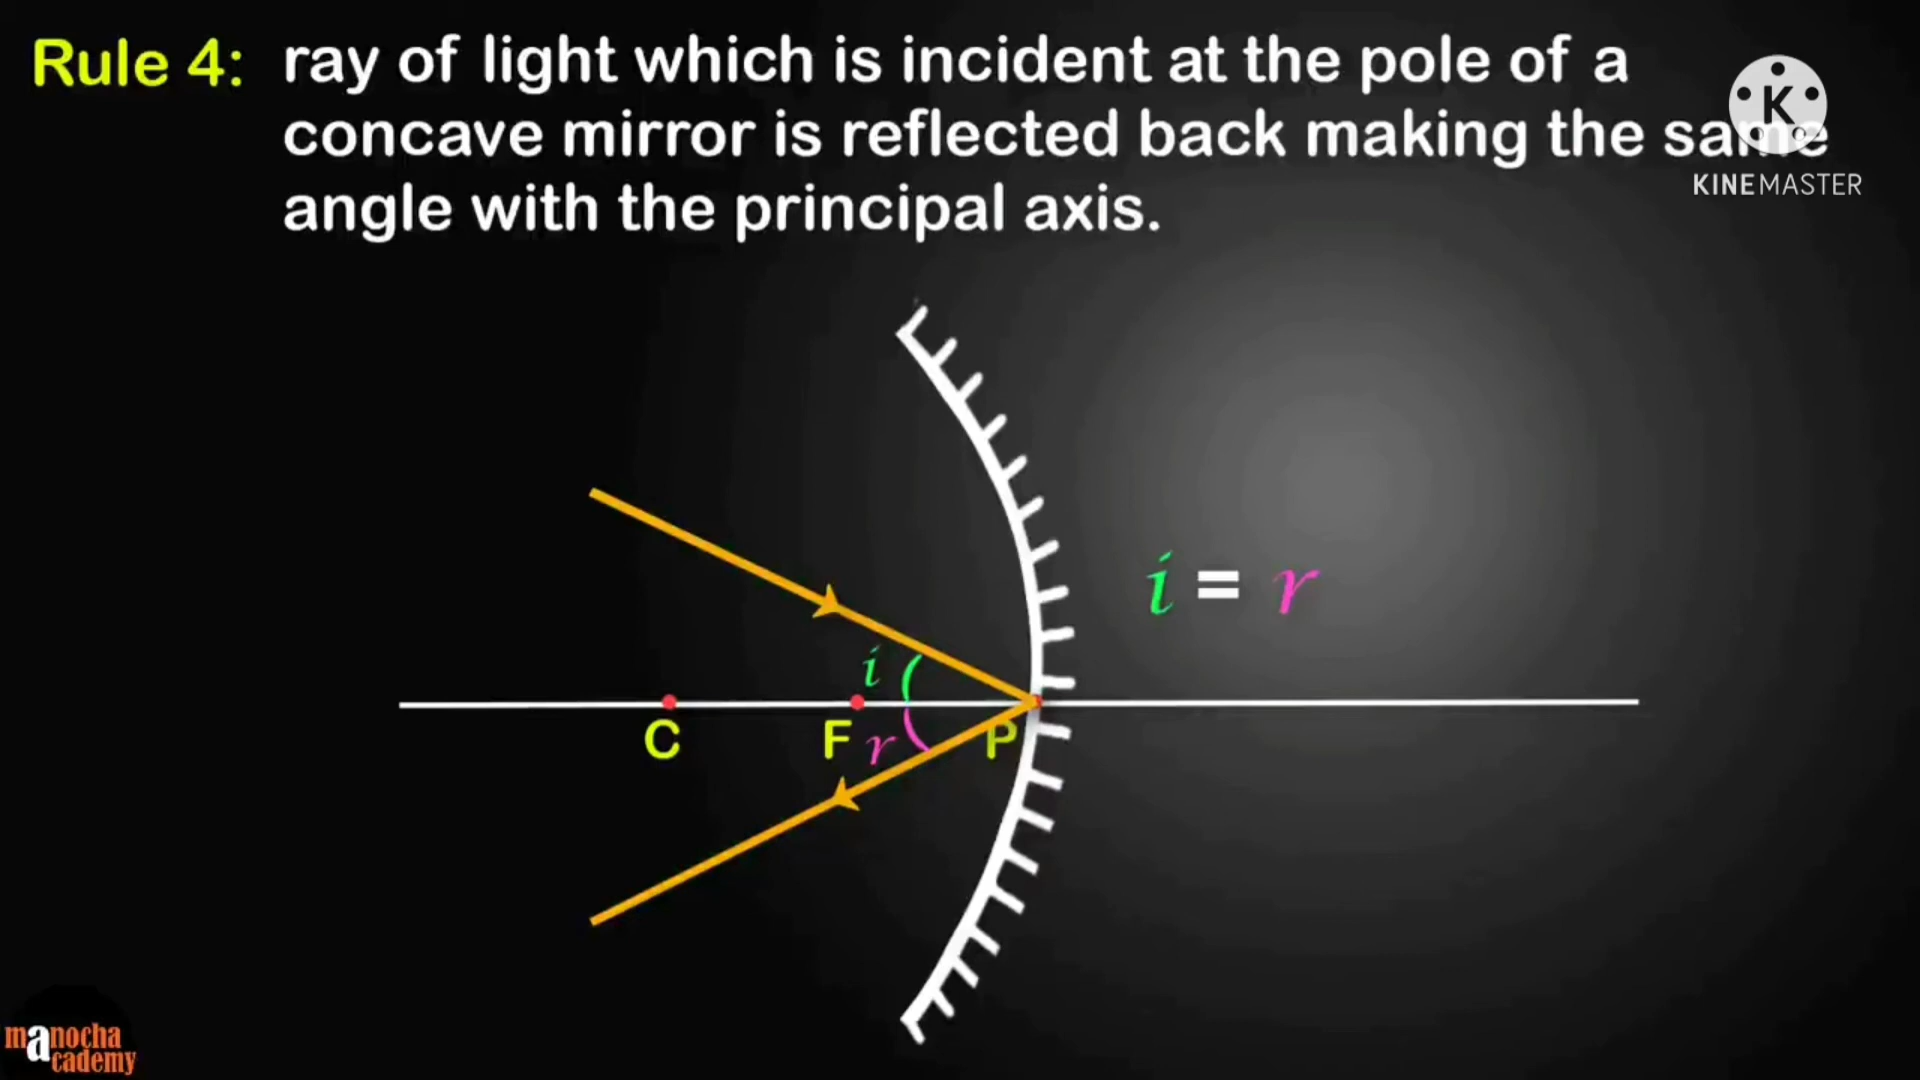 Rule 4: ray of light which is incident at the pole of a
concave mirror is reflected back making the same
angle with the principal axis.
K
KINEMASTER
i = r
i
C F r P
manocha
academy